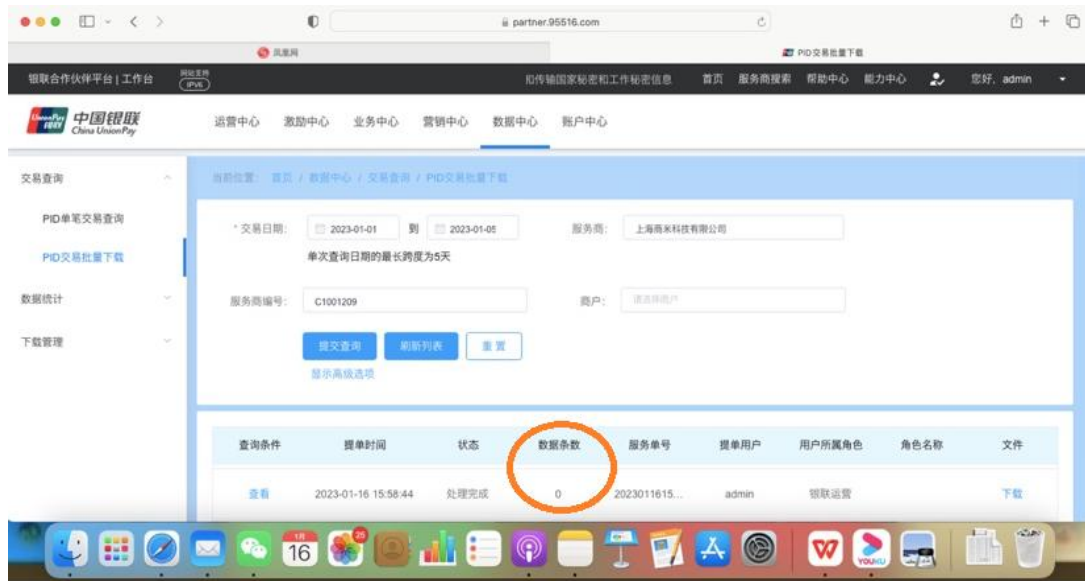 partner.95516.com
凤凰网
PID交易批量下载
银联合作伙伴平台 | 工作台
网站支持
IPv6
和传输国家秘密和工作秘密信息
首页 服务商搜索 帮助中心 能力中心 您好, admin
UnionPay
银联
中国银联
China UnionPay
运营中心 激励中心 业务中心 营销中心 数据中心 账户中心
交易查询
PID单笔交易查询
PID交易批量下载
数据统计
下载管理
当前位置: 首页 / 数据中心 / 交易查询 / PID交易批量下载
* 交易日期: 2023-01-01 到 2023-01-05 服务商: 上海商米科技有限公司
单次查询日期的最长跨度为5天
服务商编号: C1001209 商户: 请选择商户
提交查询 刷新列表 重置
显示高级选项
查询条件 提单时间 状态 数据条数 服务单号 提单用户 用户所属角色 角色名称 文件
查看 2023-01-16 15:58:44 处理完成 0 2023011615... admin 银联运营 下载
1月
16
25
YOUKU